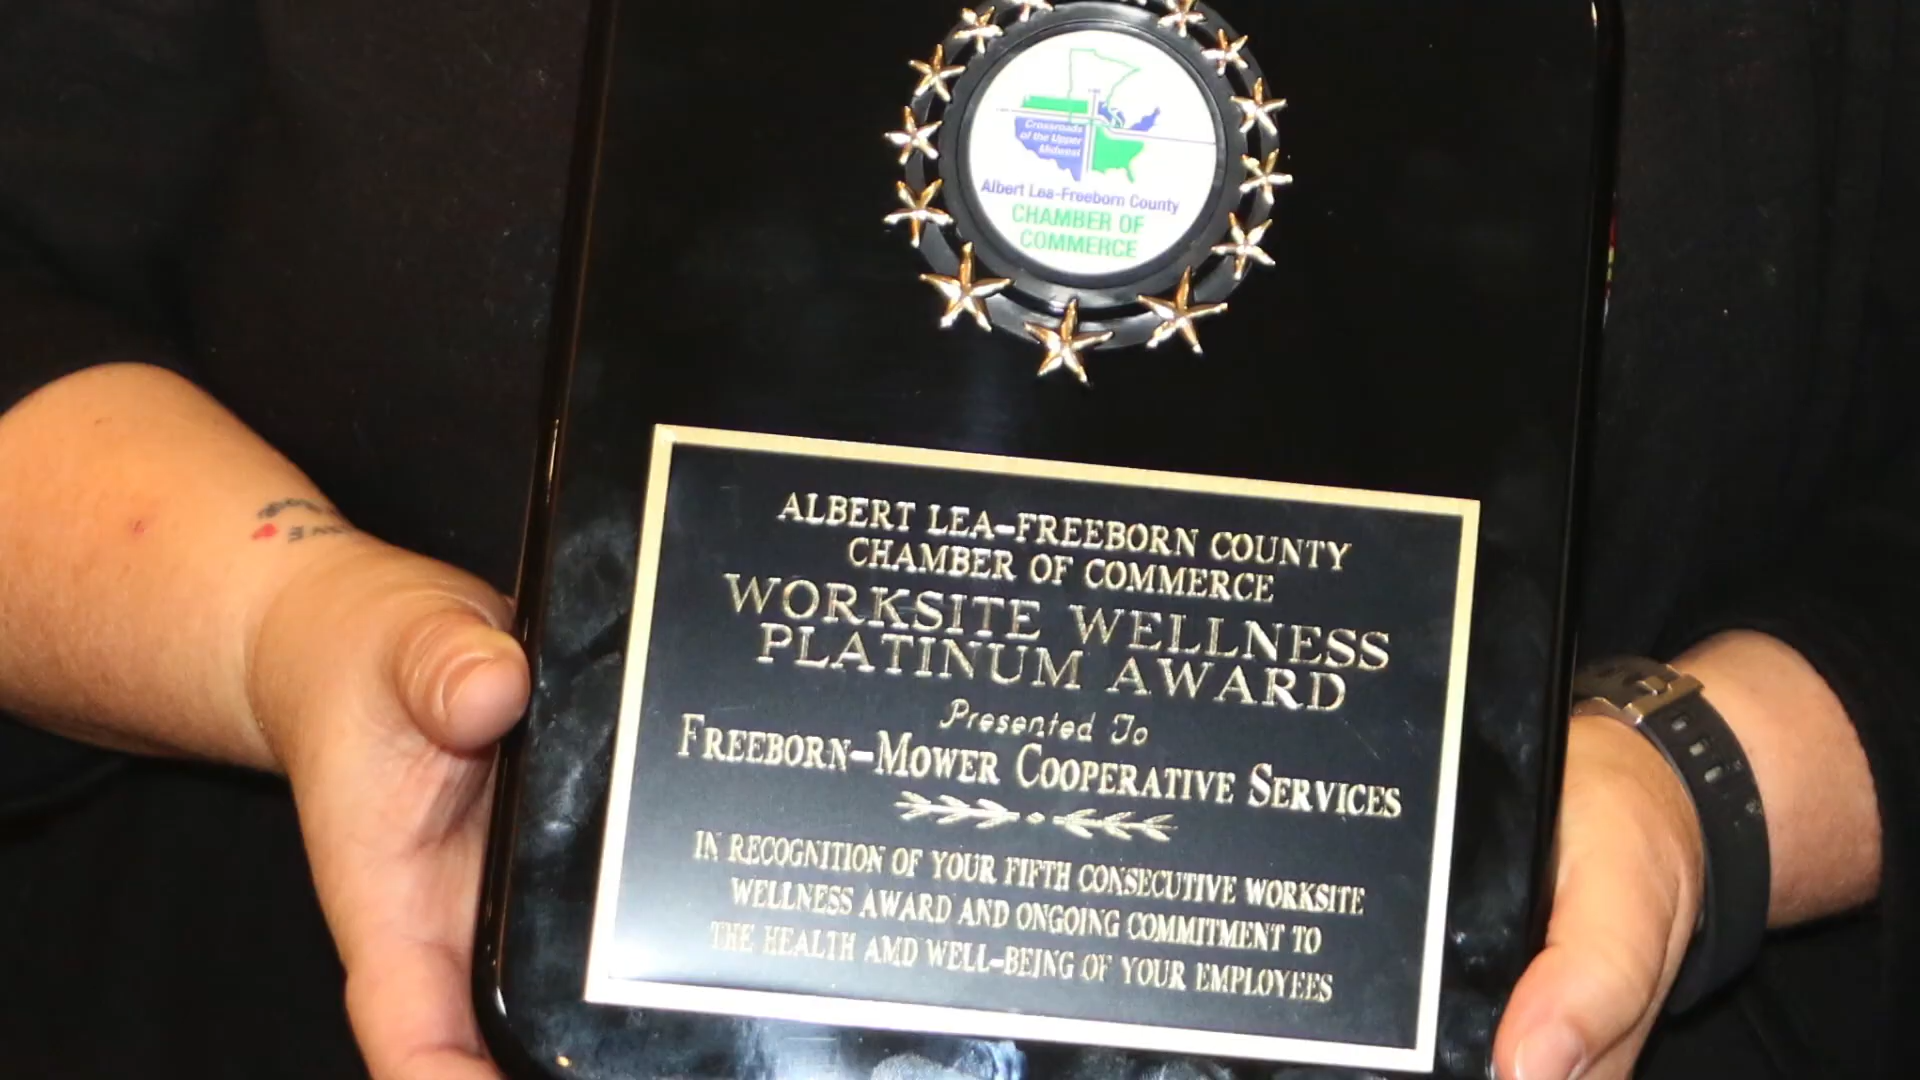 Crossroads
of the Upper
Midwest
Albert Lea-Freeborn County
CHAMBER OF
COMMERCE
ALBERT LEA-FREEBORN COUNTY
CHAMBER OF COMMERCE
WORKSITE WELLNESS
PLATINUM AWARD
Presented To
FREEBORN-MOWER COOPERATIVE SERVICES
IN RECOGNITION OF YOUR FIFTH CONSECUTIVE WORKSITE
WELLNESS AWARD AND ONGOING COMMITMENT TO
THE HEALTH AMD WELL-BEING OF YOUR EMPLOYEES